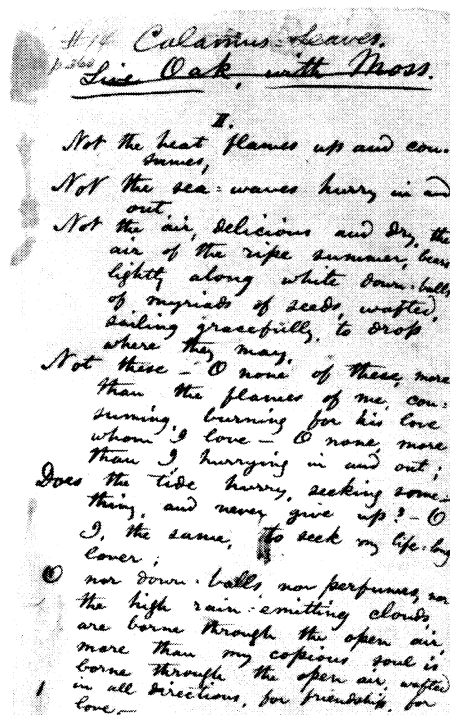 #14 Calamus-Leaves.
p 360 Live Oak, with Moss.
II.
Not the heat flames up and con-
sumes,
Not the sea-waves hurry in and
out,
Not the air, delicious and dry, the
air of the ripe summer, bears
lightly along white down-balls
of myriads of seeds, wafted,
sailing gracefully, to drop
where they may,
Not these — O none of these, more
than the flames of me, con-
suming, burning for his love
whom I love — O none, more
than I, hurrying in and out;
Does the tide hurry, seeking some-
thing, and never give up? — O
I, the same, to seek my life-long
lover;
O nor down-balls, nor perfumes, nor
the high rain-emitting clouds,
are borne through the open air,
more than my copious soul is
borne through the open air, wafted
in all directions, for friendship, for
love.—